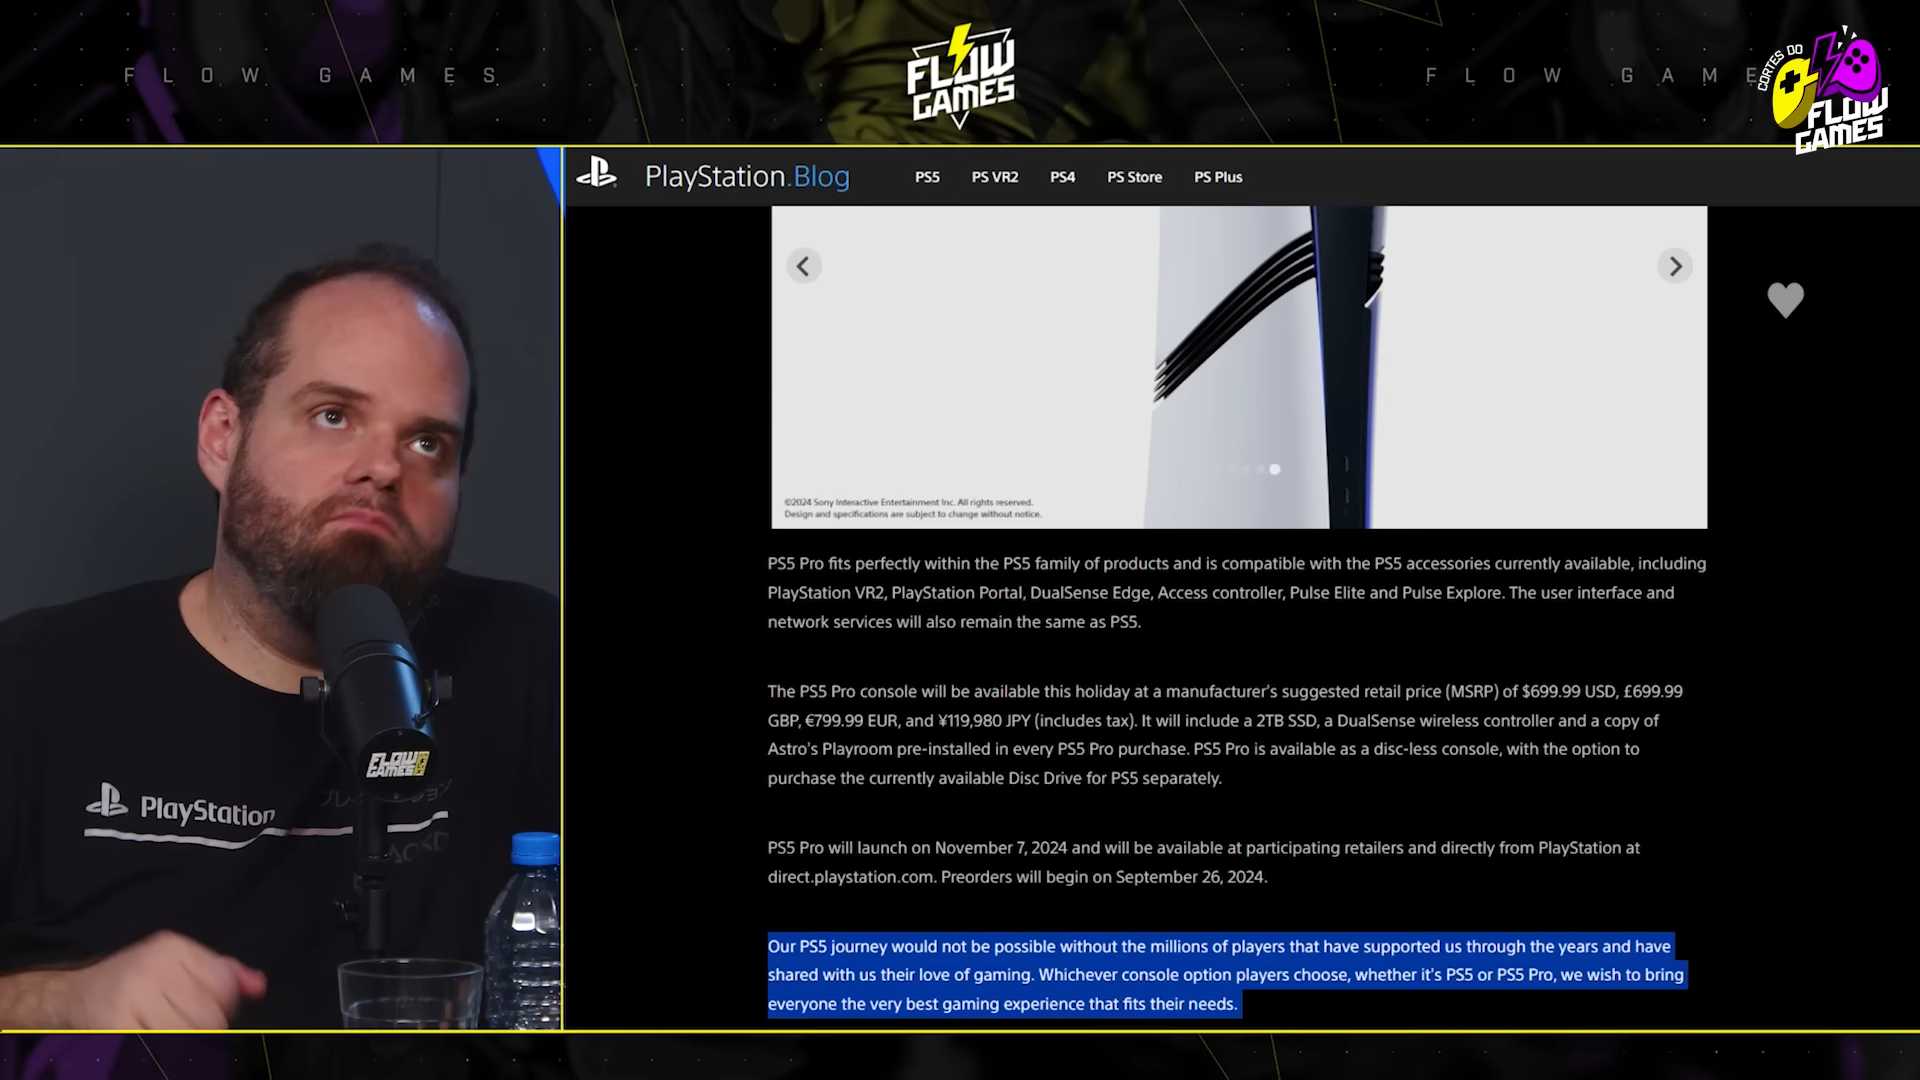 FLOW GAMES
FLOW GAMES
FLOW GAME
CORTES DO
FLOW
GAMES
PlayStation.Blog
PS5 PS VR2 PS4 PS Store PS Plus
©2024 Sony Interactive Entertainment Inc. All rights reserved.
Design and specifications are subject to change without notice.
PS5 Pro fits perfectly within the PS5 family of products and is compatible with the PS5 accessories currently available, including
PlayStation VR2, PlayStation Portal, DualSense Edge, Access controller, Pulse Elite and Pulse Explore. The user interface and
network services will also remain the same as PS5.
The PS5 Pro console will be available this holiday at a manufacturer's suggested retail price (MSRP) of $699.99 USD, £699.99
GBP, €799.99 EUR, and ¥119,980 JPY (includes tax). It will include a 2TB SSD, a DualSense wireless controller and a copy of
Astro's Playroom pre-installed in every PS5 Pro purchase. PS5 Pro is available as a disc-less console, with the option to
purchase the currently available Disc Drive for PS5 separately.
PS5 Pro will launch on November 7, 2024 and will be available at participating retailers and directly from PlayStation at
direct.playstation.com. Preorders will begin on September 26, 2024.
Our PS5 journey would not be possible without the millions of players that have supported us through the years and have
shared with us their love of gaming. Whichever console option players choose, whether it's PS5 or PS5 Pro, we wish to bring
everyone the very best gaming experience that fits their needs.
FLOW
GAMES
PlayStation